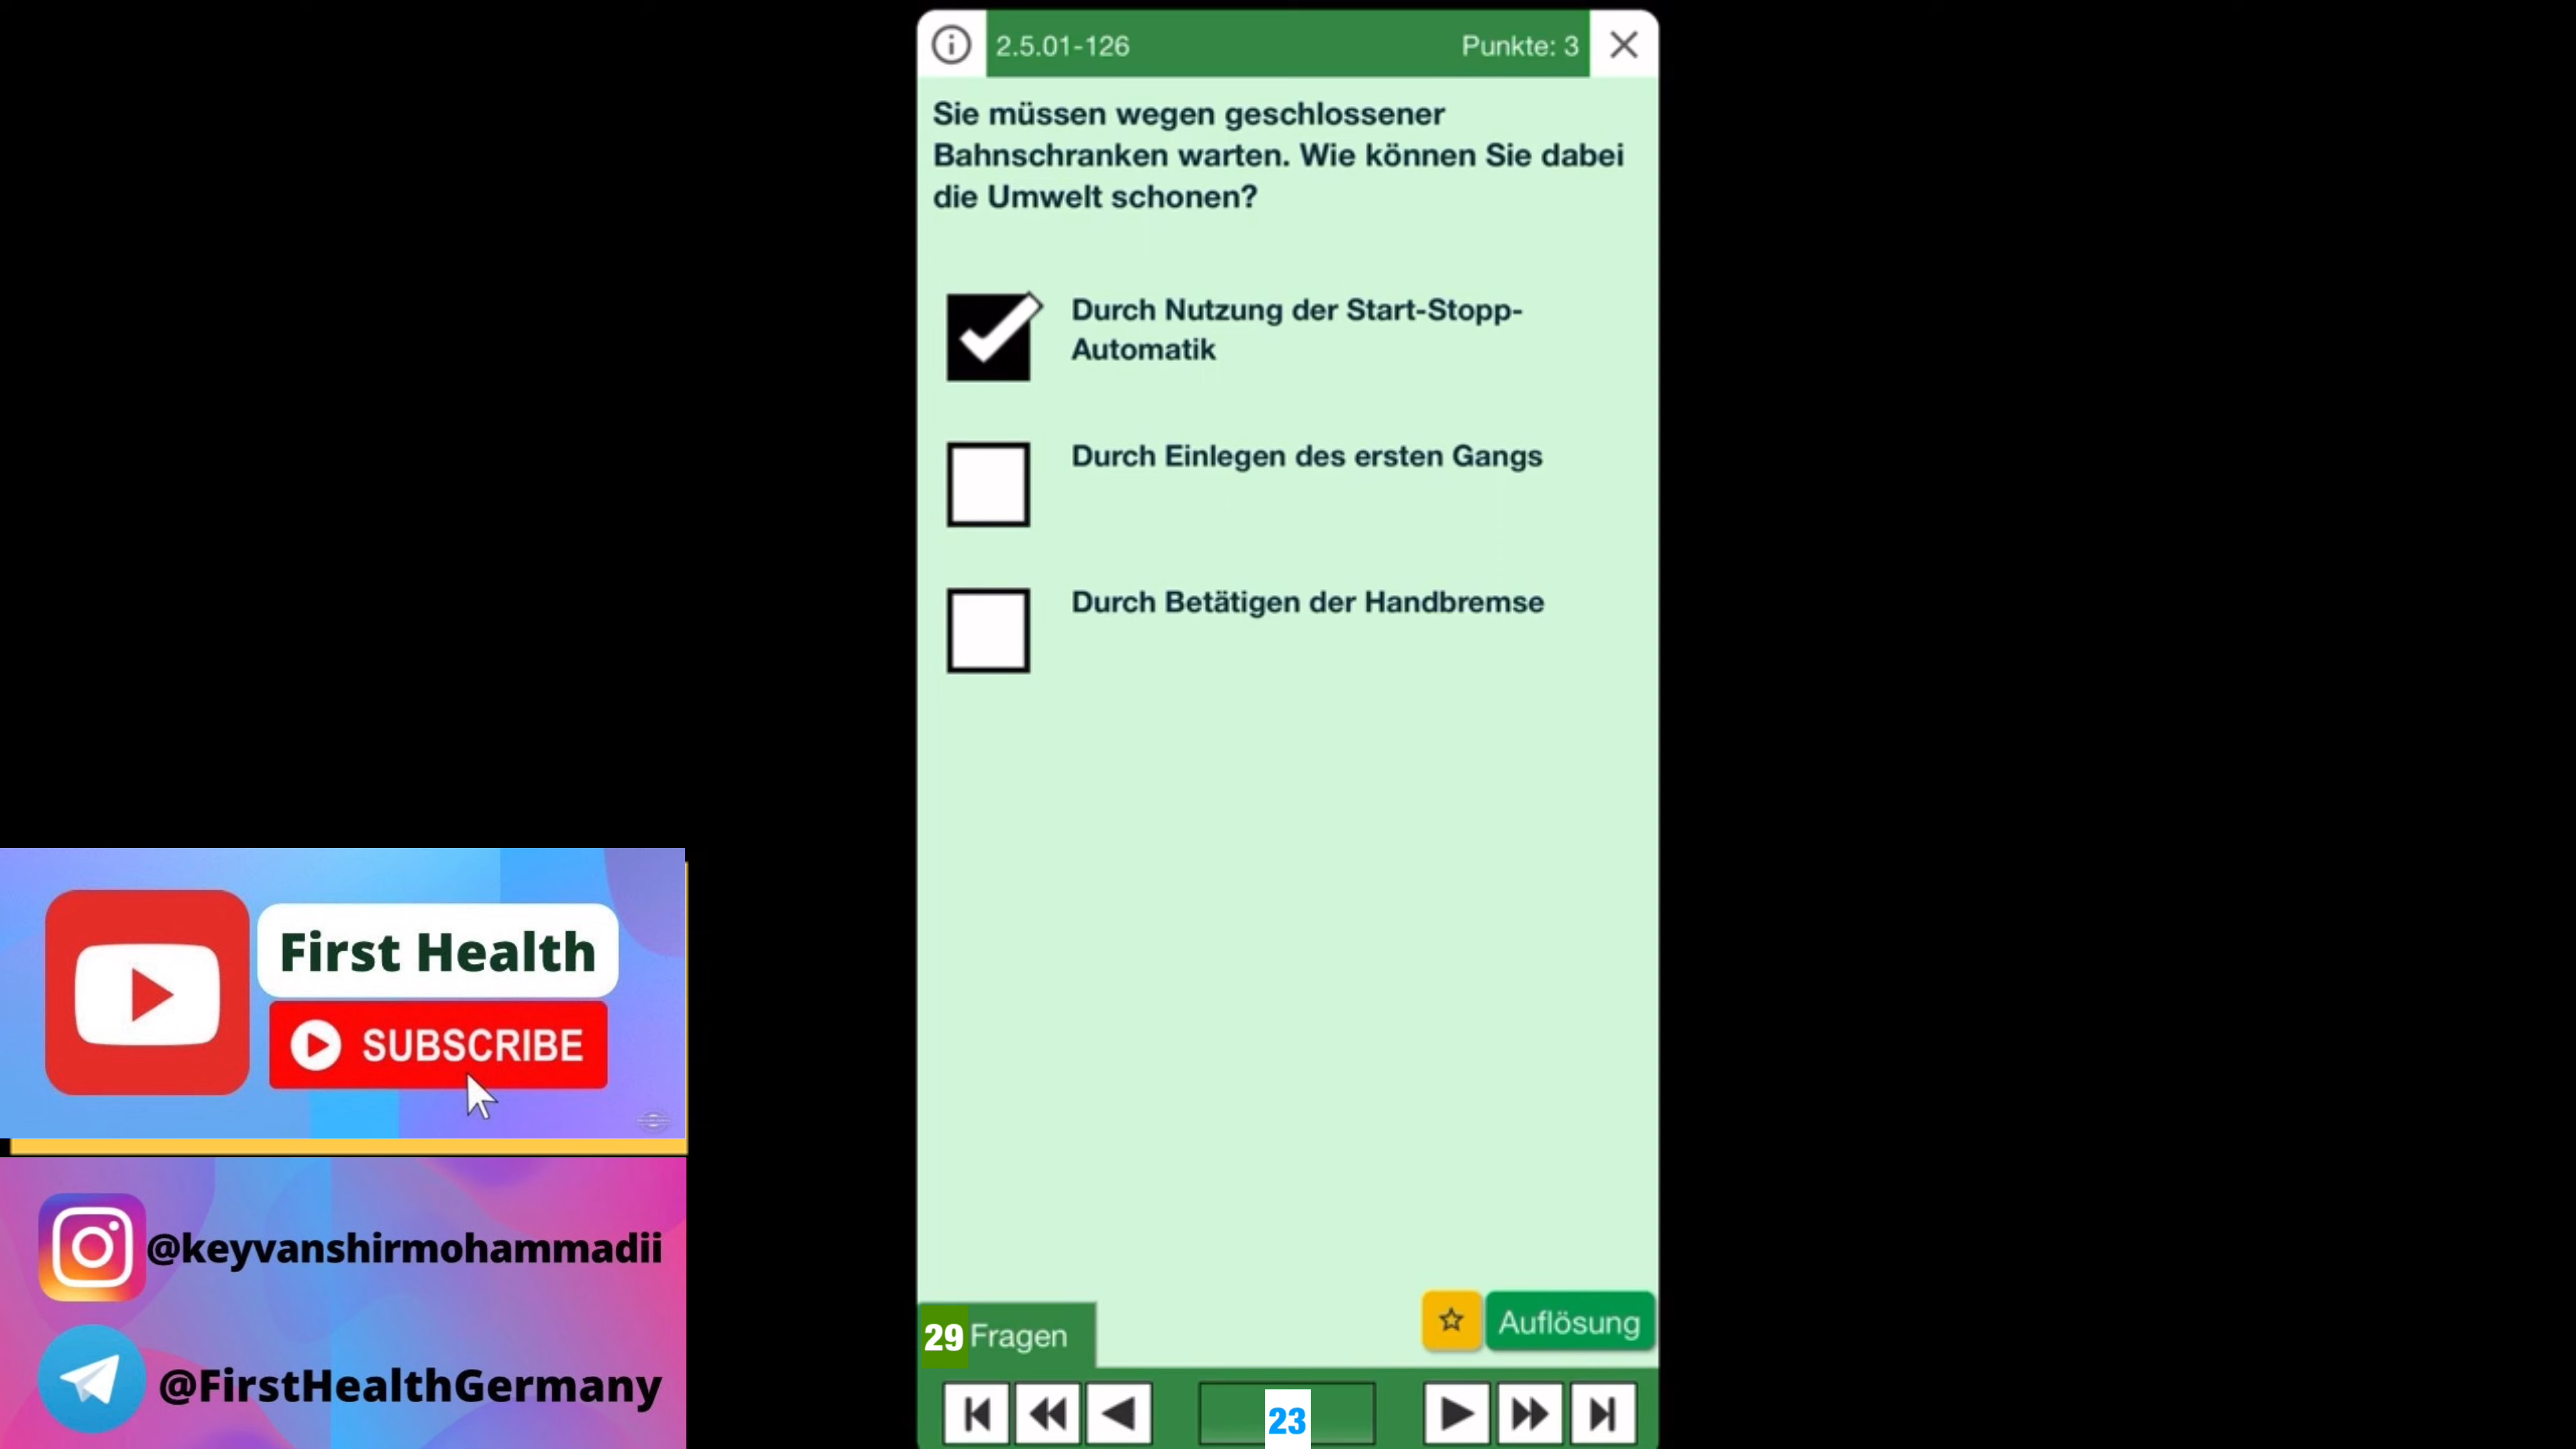 2.5.01-126
Punkte: 3
Sie müssen wegen geschlossener
Bahnschranken warten. Wie können Sie dabei
die Umwelt schonen?
Durch Nutzung der Start-Stopp-
Automatik
Durch Einlegen des ersten Gangs
Durch Betätigen der Handbremse
First Health
SUBSCRIBE
@keyvanshirmohammadii
@FirstHealthGermany
29 Fragen
Auflösung
23